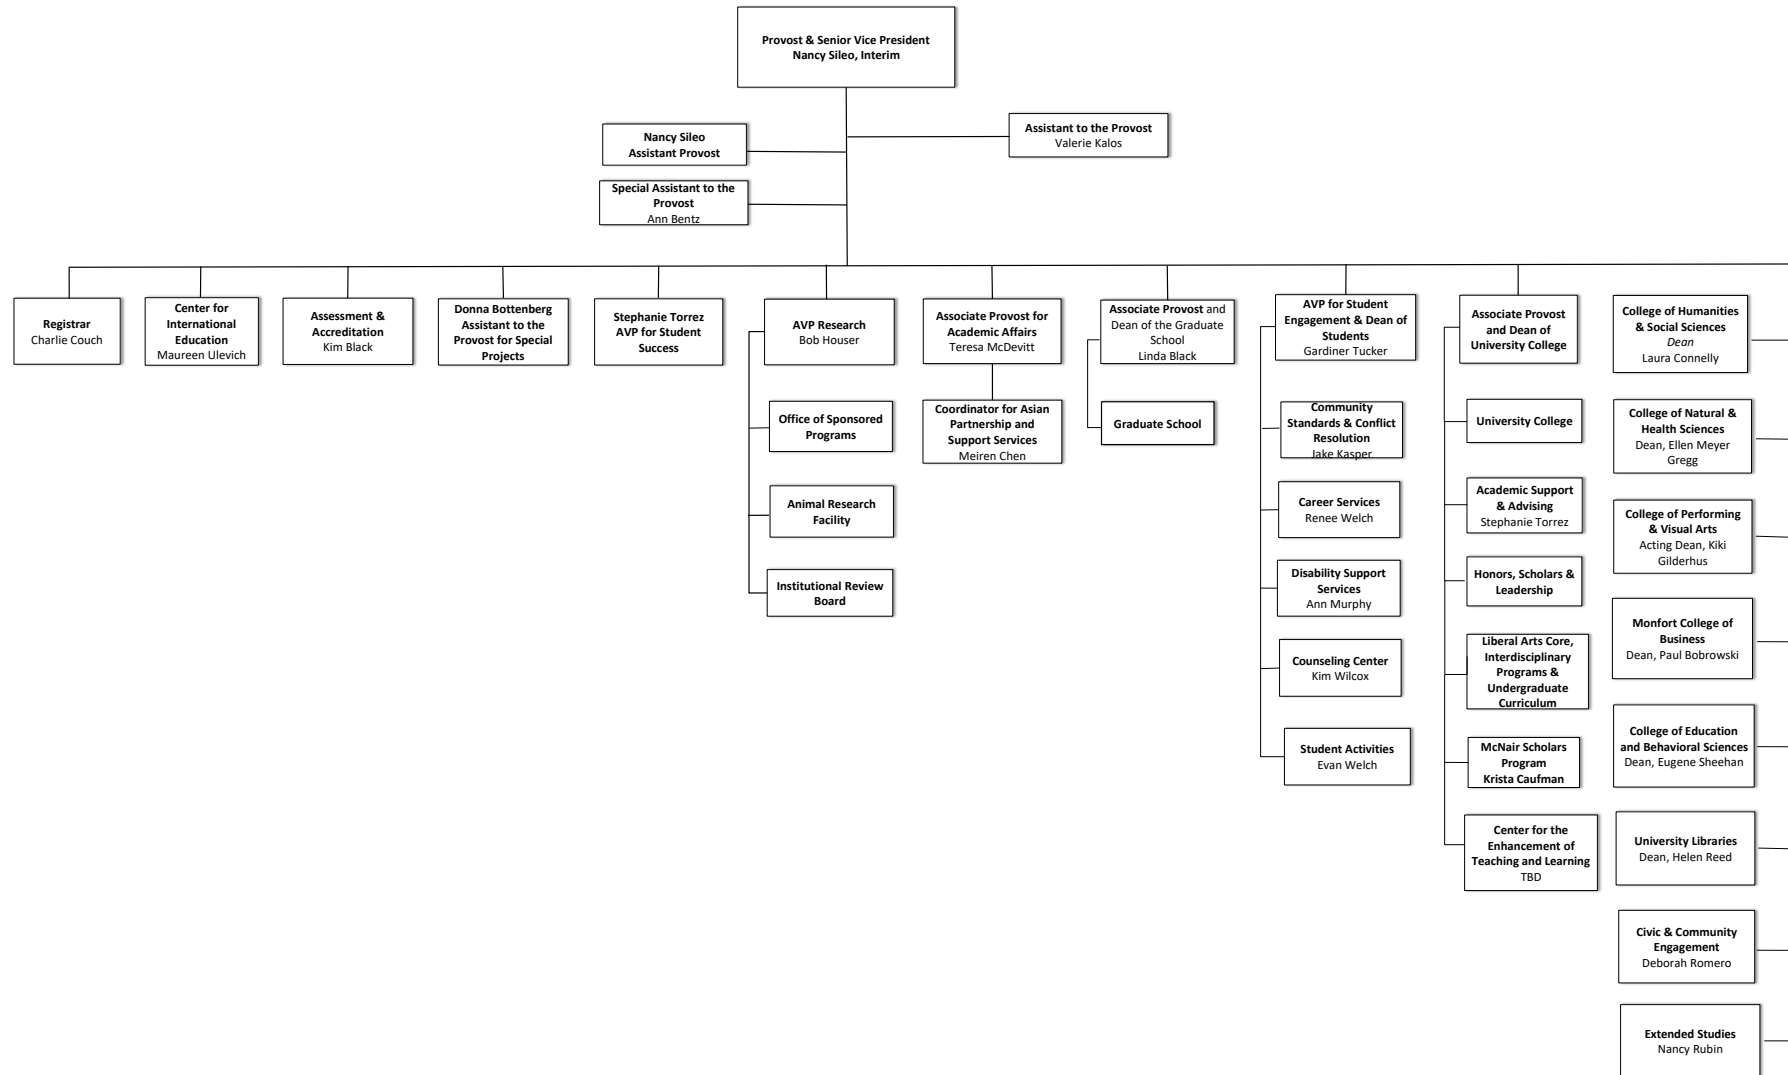 Provost & Senior Vice President
Nancy Sileo, Interim
Nancy Sileo
Assistant Provost
Assistant to the Provost
Valerie Kalos
Special Assistant to the
Provost
Ann Bentz
Registrar
Charlie Couch
Center for
International
Education
Maureen Ulevich
Assessment &
Accreditation
Kim Black
Donna Bottenberg
Assistant to the
Provost for Special
Projects
Stephanie Torrez
AVP for Student
Success
AVP Research
Bob Houser
Office of Sponsored
Programs
Animal Research
Facility
Institutional Review
Board
Associate Provost for
Academic Affairs
Teresa McDevitt
Coordinator for Asian
Partnership and
Support Services
Meiren Chen
Associate Provost and
Dean of the Graduate
School
Linda Black
Graduate School
AVP for Student
Engagement & Dean of
Students
Gardiner Tucker
Community
Standards & Conflict
Resolution
Jake Kasper
Career Services
Renee Welch
Disability Support
Services
Ann Murphy
Counseling Center
Kim Wilcox
Student Activities
Evan Welch
Associate Provost
and Dean of
University College
University College
Academic Support
& Advising
Stephanie Torrez
Honors, Scholars &
Leadership
Liberal Arts Core,
Interdisciplinary
Programs &
Undergraduate
Curriculum
McNair Scholars
Program
Krista Caufman
Center for the
Enhancement of
Teaching and Learning
TBD
College of Humanities
& Social Sciences
Dean
Laura Connelly
College of Natural &
Health Sciences
Dean, Ellen Meyer
Gregg
College of Performing
& Visual Arts
Acting Dean, Kiki
Gilderhus
Monfort College of
Business
Dean, Paul Bobrowski
College of Education
and Behavioral Sciences
Dean, Eugene Sheehan
University Libraries
Dean, Helen Reed
Civic & Community
Engagement
Deborah Romero
Extended Studies
Nancy Rubin